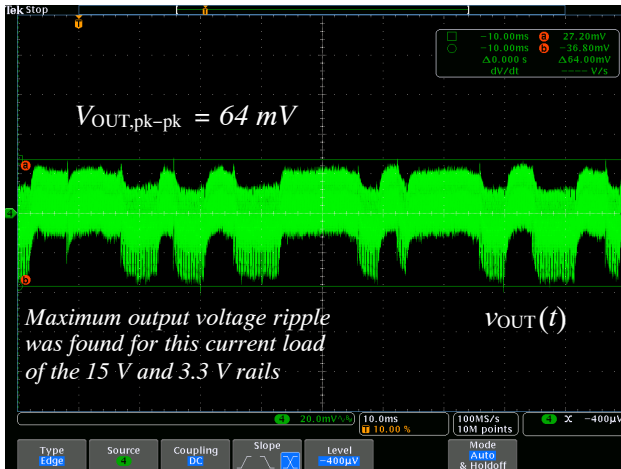 Tek Stop
T
T
−10.00ms a 27.20mV
−10.00ms b −36.80mV
Δ0.000 s Δ64.00mV
dV/dt −−−− V/s
VOUT,pk−pk = 64 mV
a
4
b
Maximum output voltage ripple
was found for this current load
of the 15 V and 3.3 V rails
vOUT(t)
4 20.0mV
10.0ms
T 10.00 %
100MS/s
10M points
4 −400μV
Type
Edge
Source
4
Coupling
DC
Slope
Level
−400μV
Mode
Auto
& Holdoff